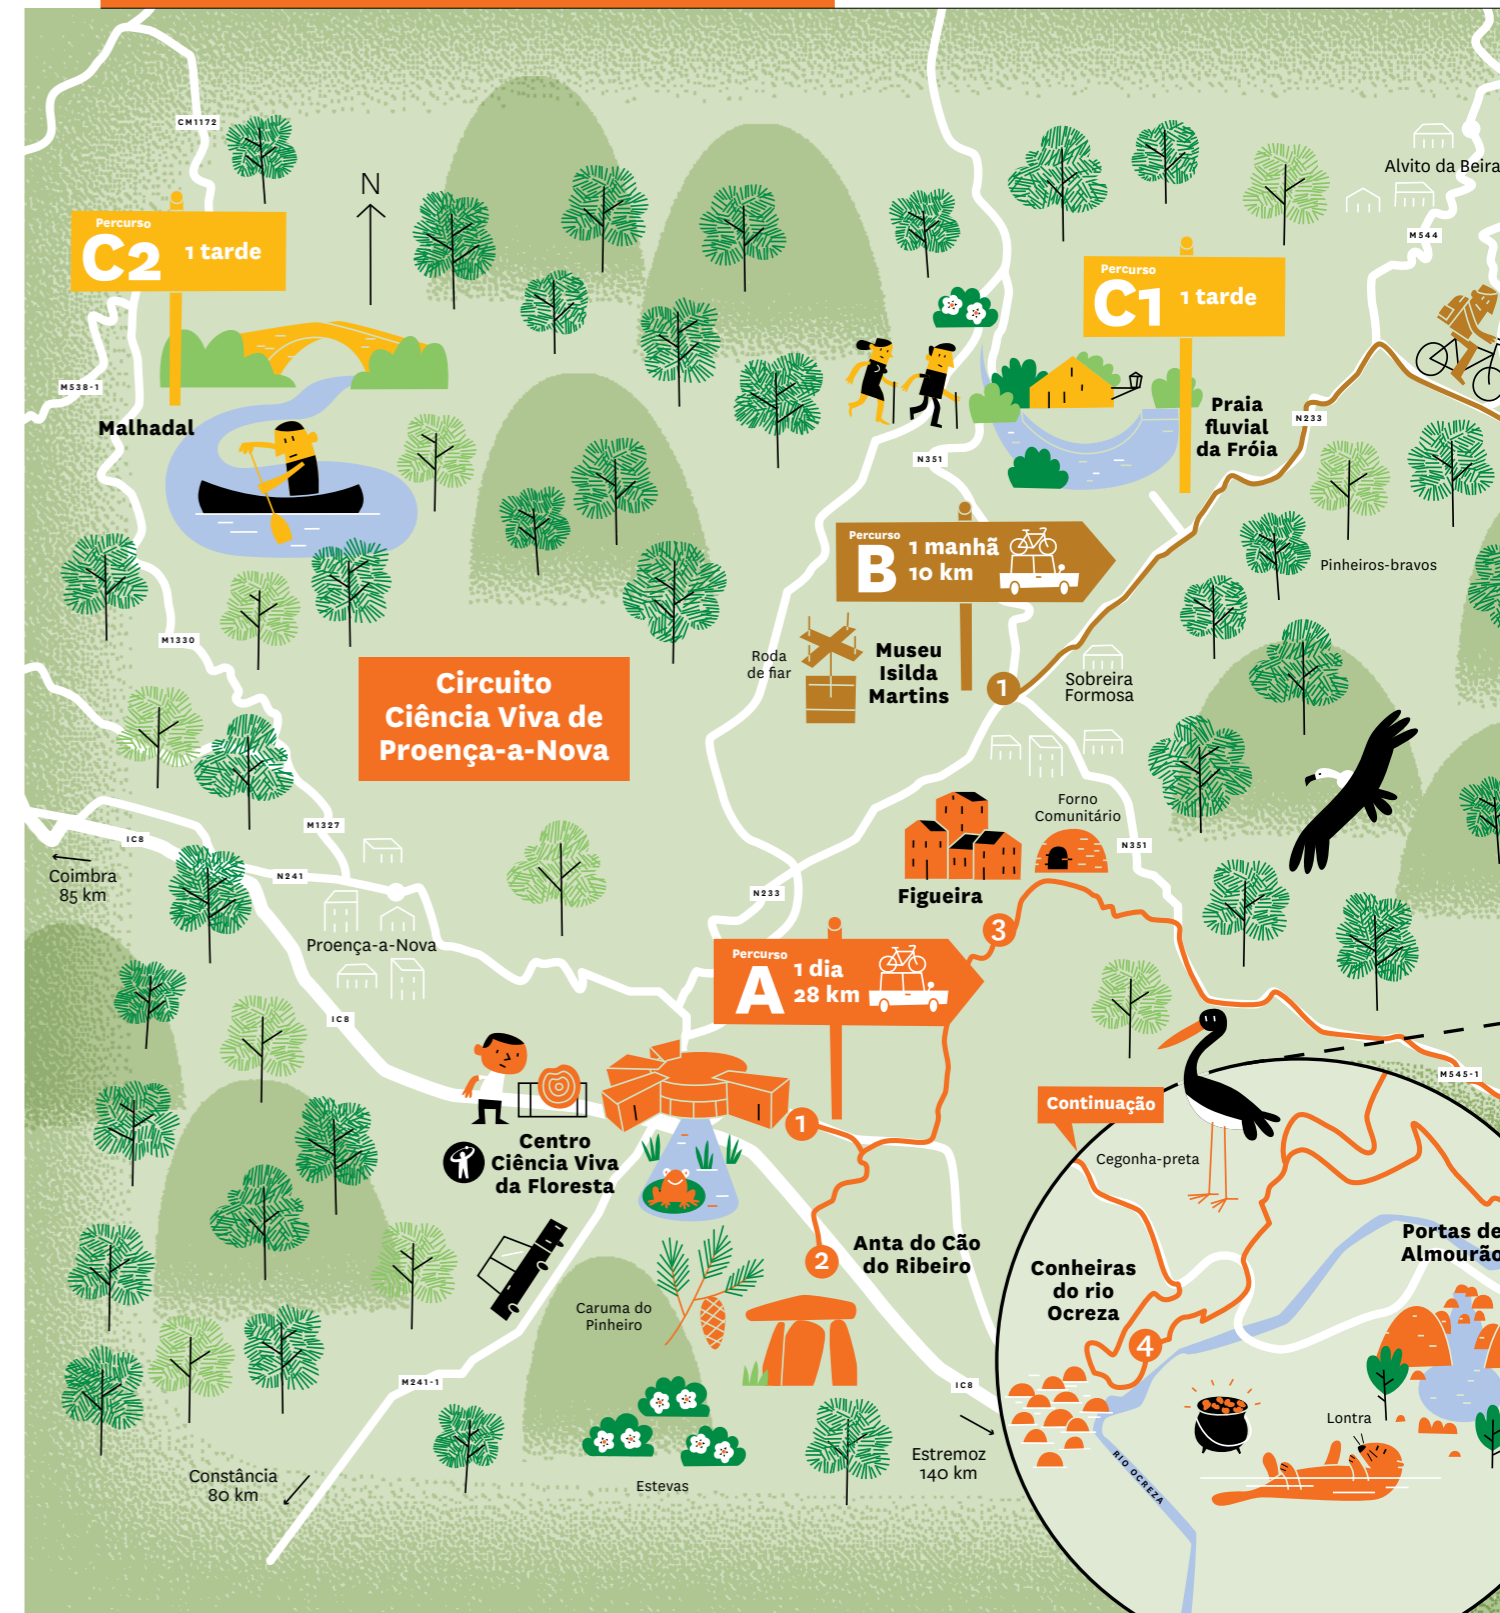 CM1172
N
Percurso
C2 1 tarde
Alvito da Beira
M544
Percurso
C1 1 tarde
M538-1
Malhadal
Praia
fluvial
da Fróia
N233
N351
Percurso
B 1 manhã
10 km
Pinheiros-bravos
M1330
Roda
de fiar
Museu
Isilda
Martins
1
Sobreira
Formosa
Circuito
Ciência Viva de
Proença-a-Nova
Forno
Comunitário
M1327
IC8
N351
Coimbra
85 km
N241
N233
Figueira
3
Proença-a-Nova
Percurso
A 1 dia
28 km
IC8
M545-1
Continuação
1
Centro
Ciência Viva
da Floresta
Cegonha-preta
2
Anta do Cão
do Ribeiro
Portas de
Almourão
Conheiras
do rio
Ocreza
4
Caruma do
Pinheiro
M241-1
IC8
Lontra
Estremoz
140 km
RIO OCREZA
Constância
80 km
Estevas